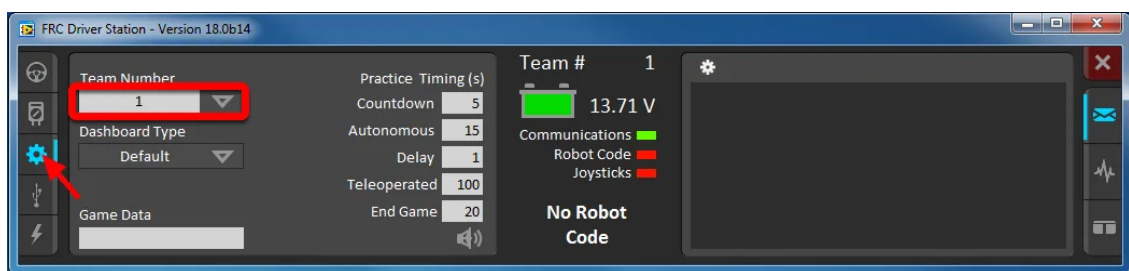 FRC Driver Station - Version 18.0b14
Team Number
1
Dashboard Type
Default
Game Data
Practice Timing (s)
Countdown 5
Autonomous 15
Delay 1
Teleoperated 100
End Game 20
Team # 1
13.71 V
Communications
Robot Code
Joysticks
No Robot
Code